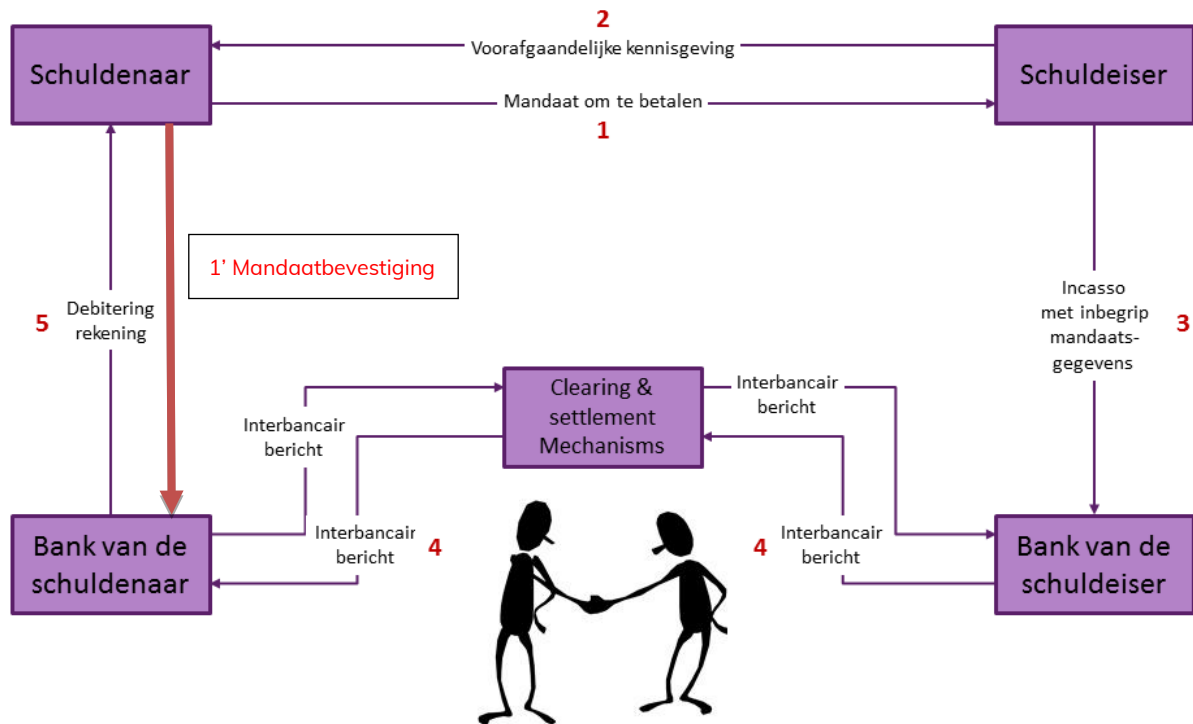 2
Voorafgaandelijke kennisgeving
Schuldenaar
Schuldeiser
Mandaat om te betalen
1
1’ Mandaatbevestiging
5
Debitering
rekening
Incasso
met inbegrip
mandaats-
gegevens
3
Clearing &
settlement
Mechanisms
Interbancair
bericht
Interbancair
bericht
Interbancair
bericht
4
4
Interbancair
bericht
Bank van de
schuldenaar
Bank van de
schuldeiser